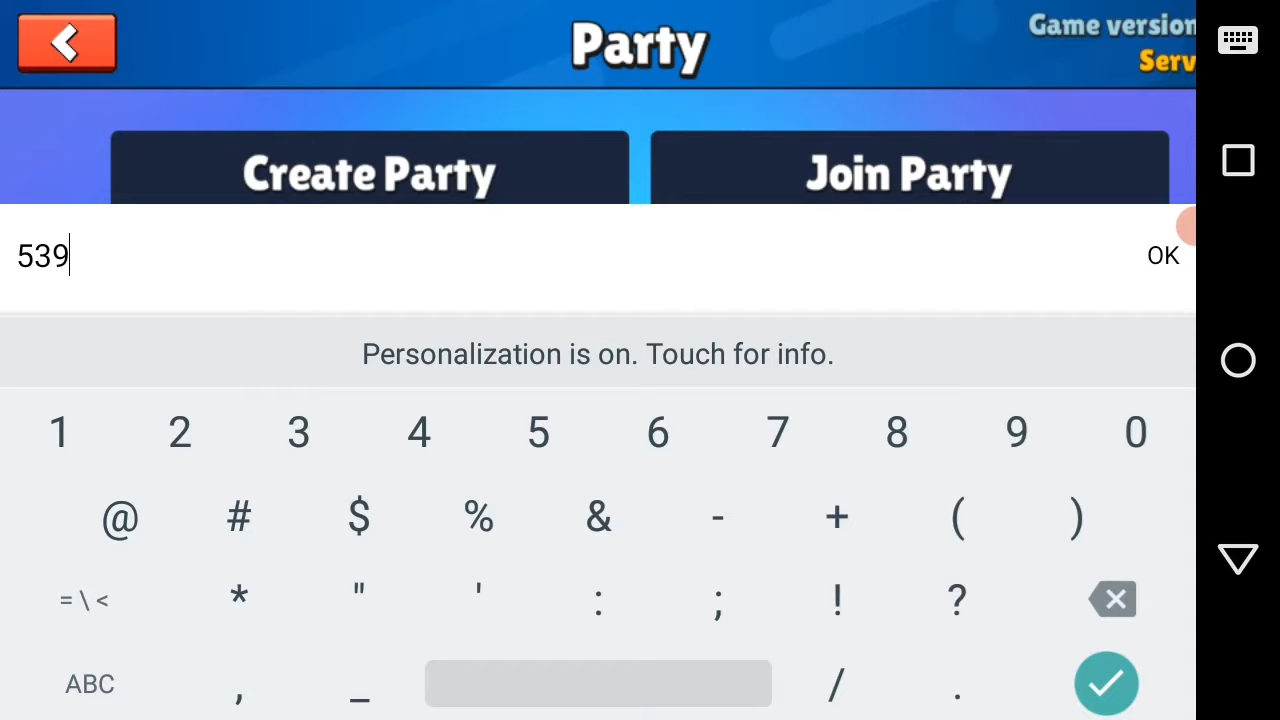 Party
Game version
Serv
Create Party
Join Party
539
OK
Personalization is on. Touch for info.
1 2 3 4 5 6 7 8 9 0
@ # $ % & - + ( )
= \ < * " ' : ; ! ?
ABC , _ / .